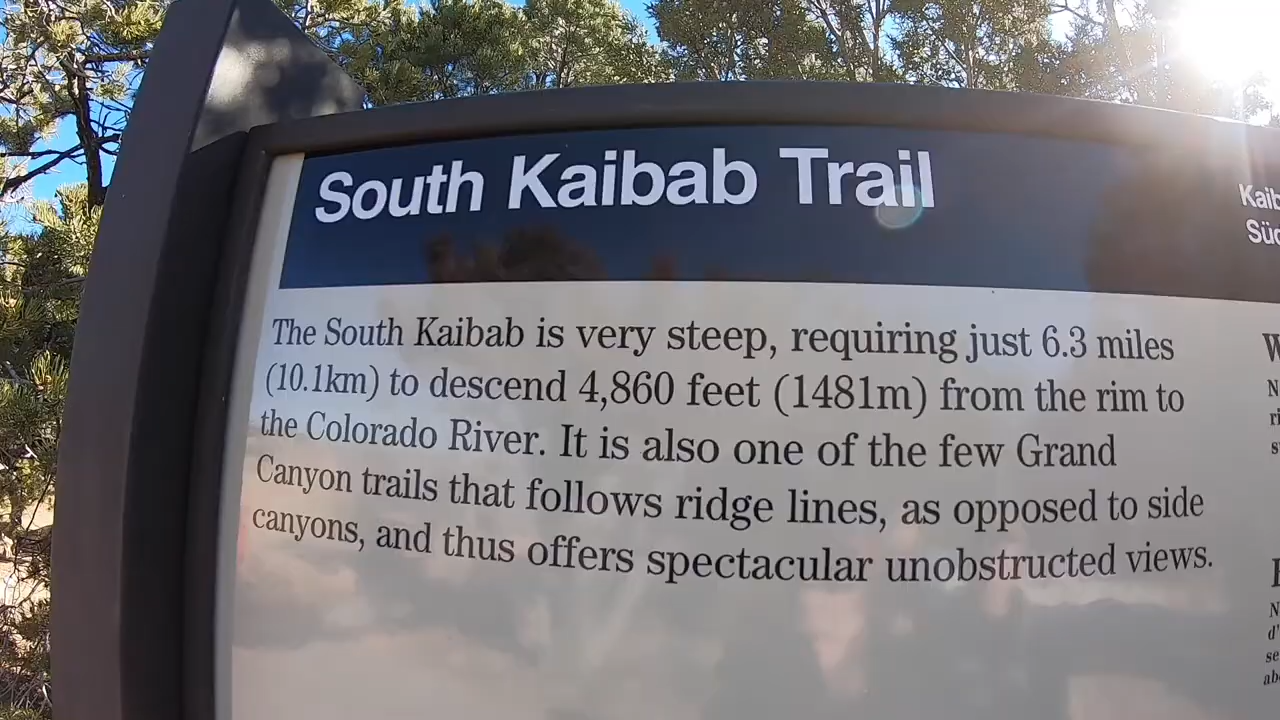 South Kaibab Trail
The South Kaibab is very steep, requiring just 6.3 miles
(10.1km) to descend 4,860 feet (1481m) from the rim to
the Colorado River. It is also one of the few Grand
Canyon trails that follows ridge lines, as opposed to side
canyons, and thus offers spectacular unobstructed views.